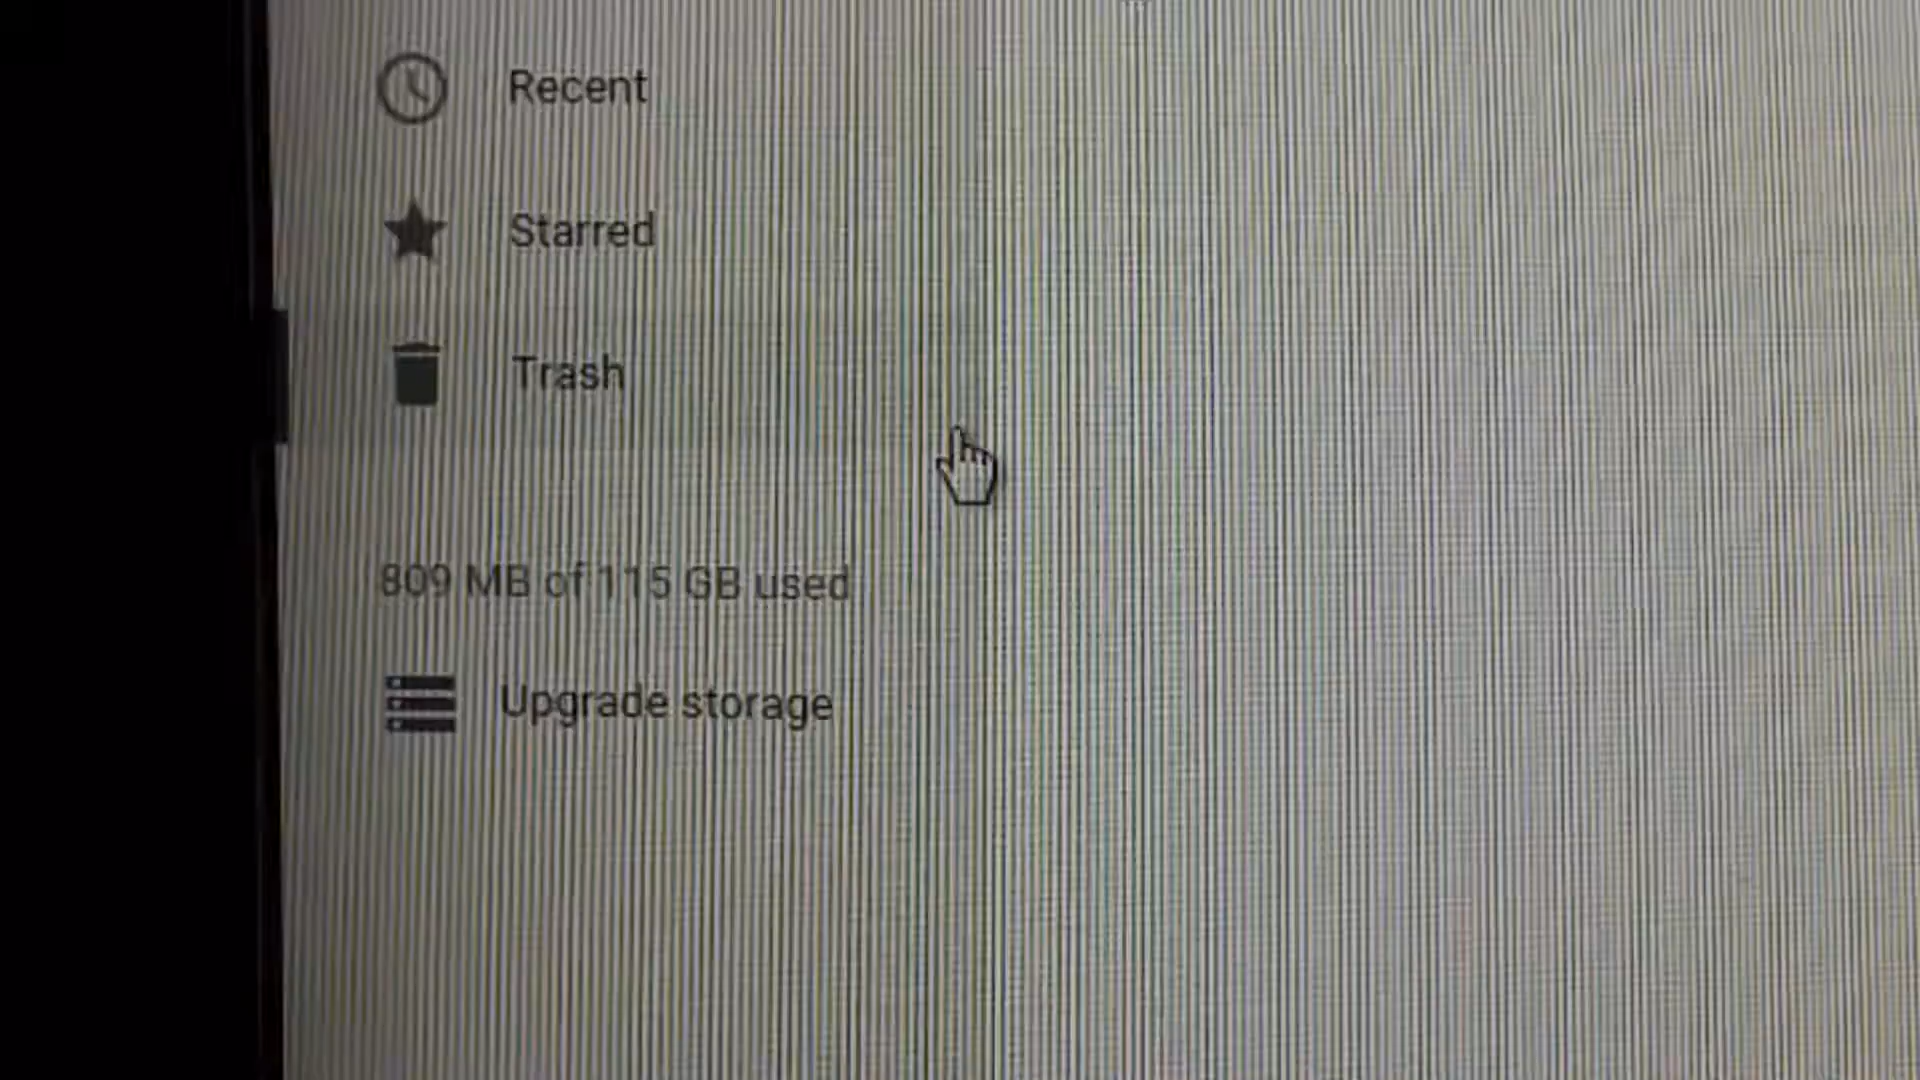 Recent
Starred
Trash
809 MB of 115 GB used
Upgrade storage